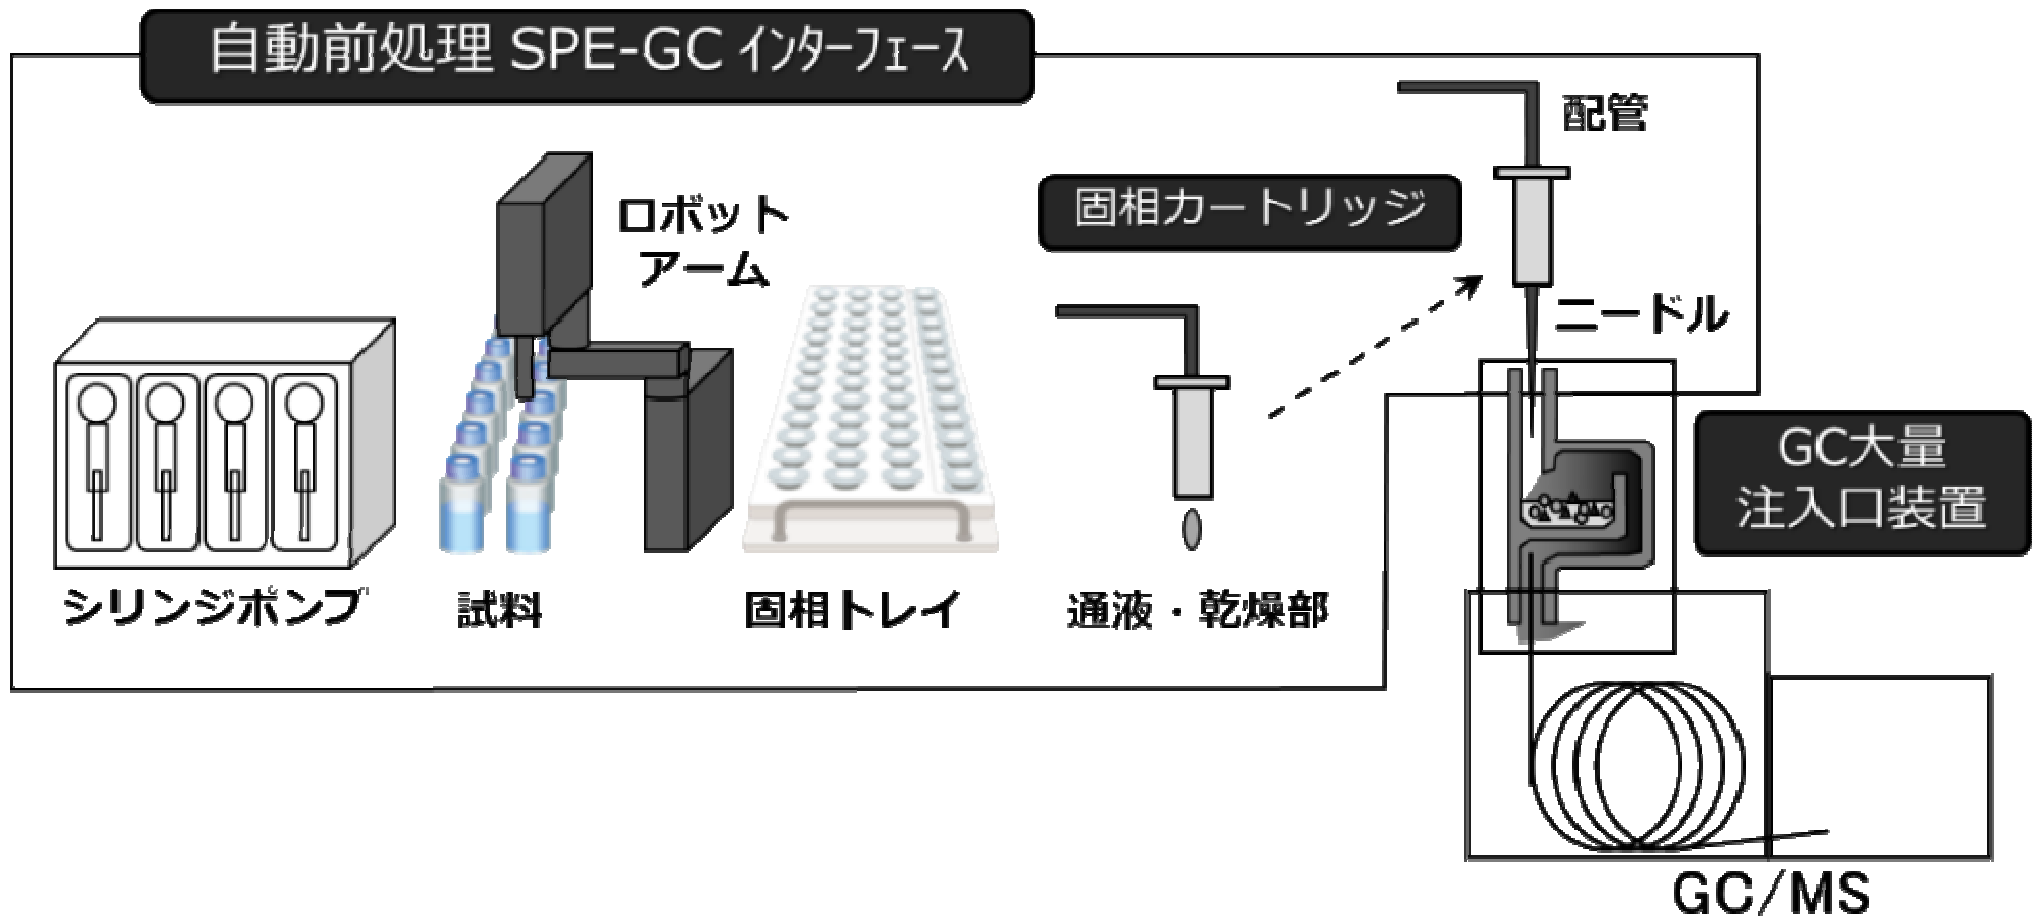 自動前処理 SPE-GC インターフェース
配管
ロボット
アーム
固相カートリッジ
ニードル
GC大量
注入口装置
シリンジポンプ
試料
固相トレイ
通液・乾燥部
GC/MS